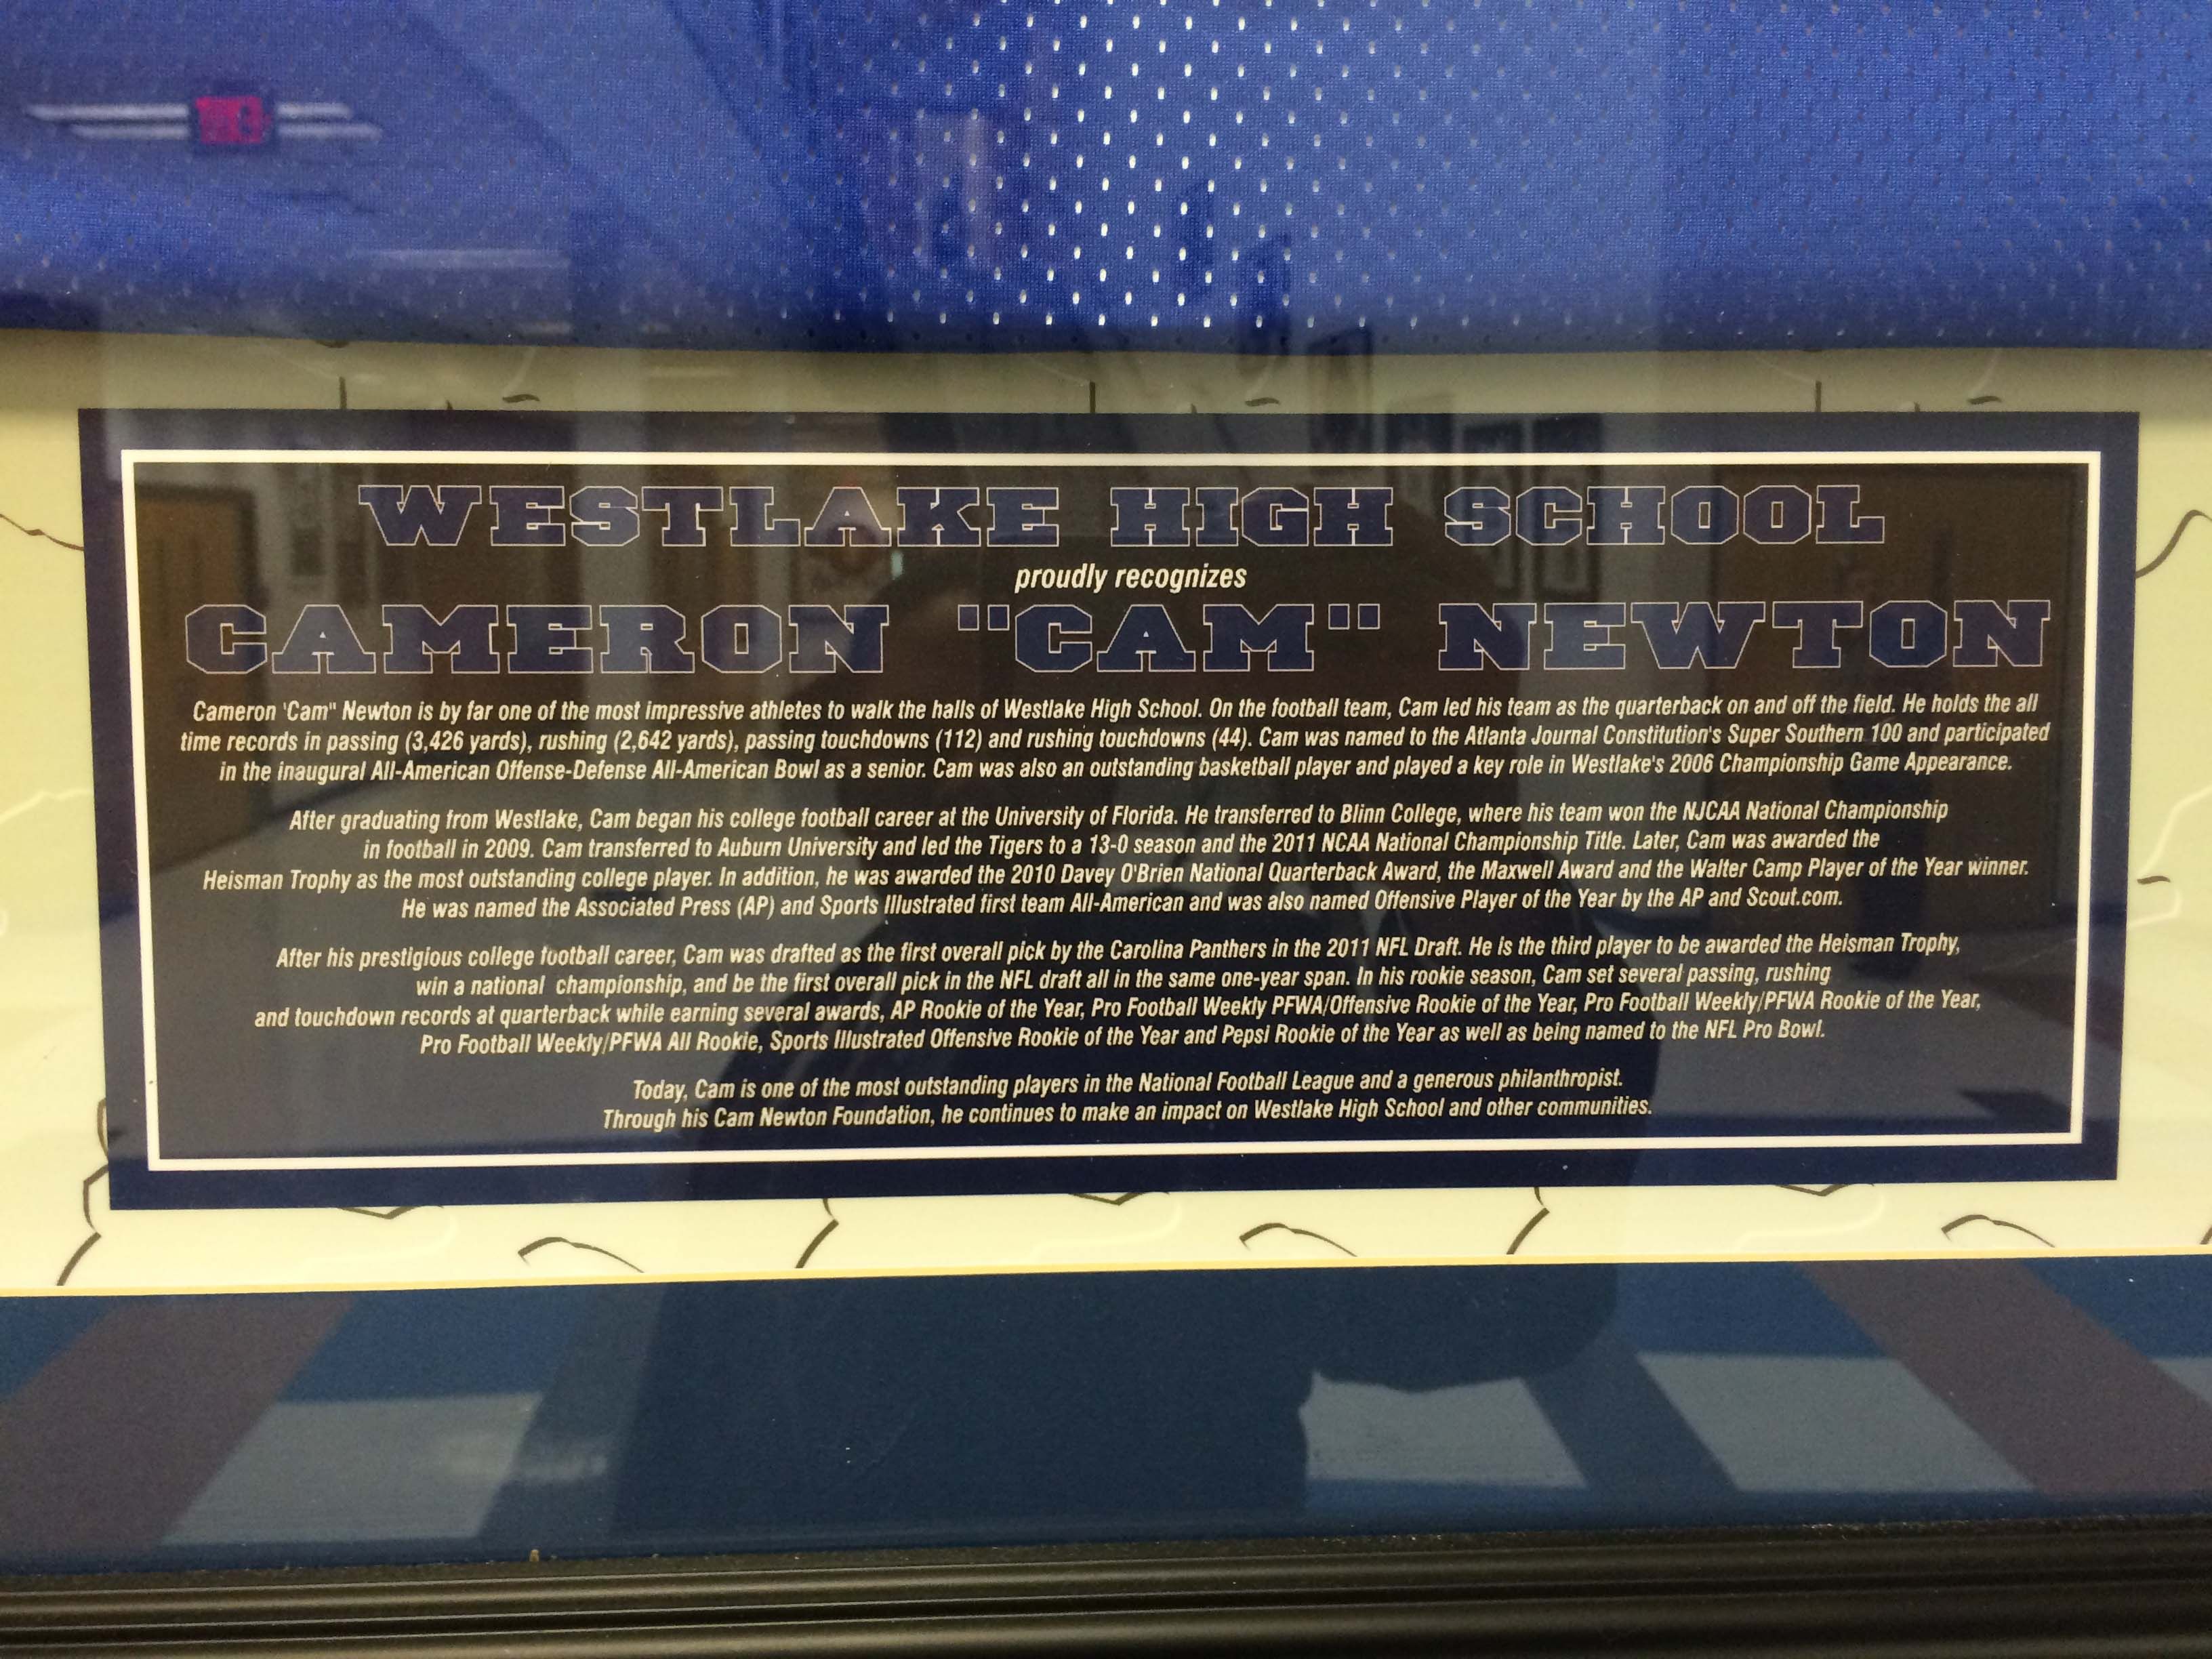 WESTLAKE HIGH SCHOOL
proudly recognizes
CAMERON "CAM" NEWTON
Cameron 'Cam" Newton is by far one of the most impressive athletes to walk the halls of Westlake High School. On the football team, Cam led his team as the quarterback on and off the field. He holds the all
time records in passing (3,426 yards), rushing (2,642 yards), passing touchdowns (112) and rushing touchdowns (44). Cam was named to the Atlanta Journal Constitution's Super Southern 100 and participated
in the inaugural All-American Offense-Defense All-American Bowl as a senior. Cam was also an outstanding basketball player and played a key role in Westlake's 2006 Championship Game Appearance.
After graduating from Westlake, Cam began his college football career at the University of Florida. He transferred to Blinn College, where his team won the NJCAA National Championship
in football in 2009. Cam transferred to Auburn University and led the Tigers to a 13-0 season and the 2011 NCAA National Championship Title. Later, Cam was awarded the
Heisman Trophy as the most outstanding college player. In addition, he was awarded the 2010 Davey O'Brien National Quarterback Award, the Maxwell Award and the Walter Camp Player of the Year winner.
He was named the Associated Press (AP) and Sports Illustrated first team All-American and was also named Offensive Player of the Year by the AP and Scout.com.
After his prestigious college football career, Cam was drafted as the first overall pick by the Carolina Panthers in the 2011 NFL Draft. He is the third player to be awarded the Heisman Trophy,
win a national championship, and be the first overall pick in the NFL draft all in the same one-year span. In his rookie season, Cam set several passing, rushing
and touchdown records at quarterback while earning several awards, AP Rookie of the Year, Pro Football Weekly PFWA/Offensive Rookie of the Year, Pro Football Weekly/PFWA Rookie of the Year,
Pro Football Weekly/PFWA All Rookie, Sports Illustrated Offensive Rookie of the Year and Pepsi Rookie of the Year as well as being named to the NFL Pro Bowl.
Today, Cam is one of the most outstanding players in the National Football League and a generous philanthropist.
Through his Cam Newton Foundation, he continues to make an impact on Westlake High School and other communities.